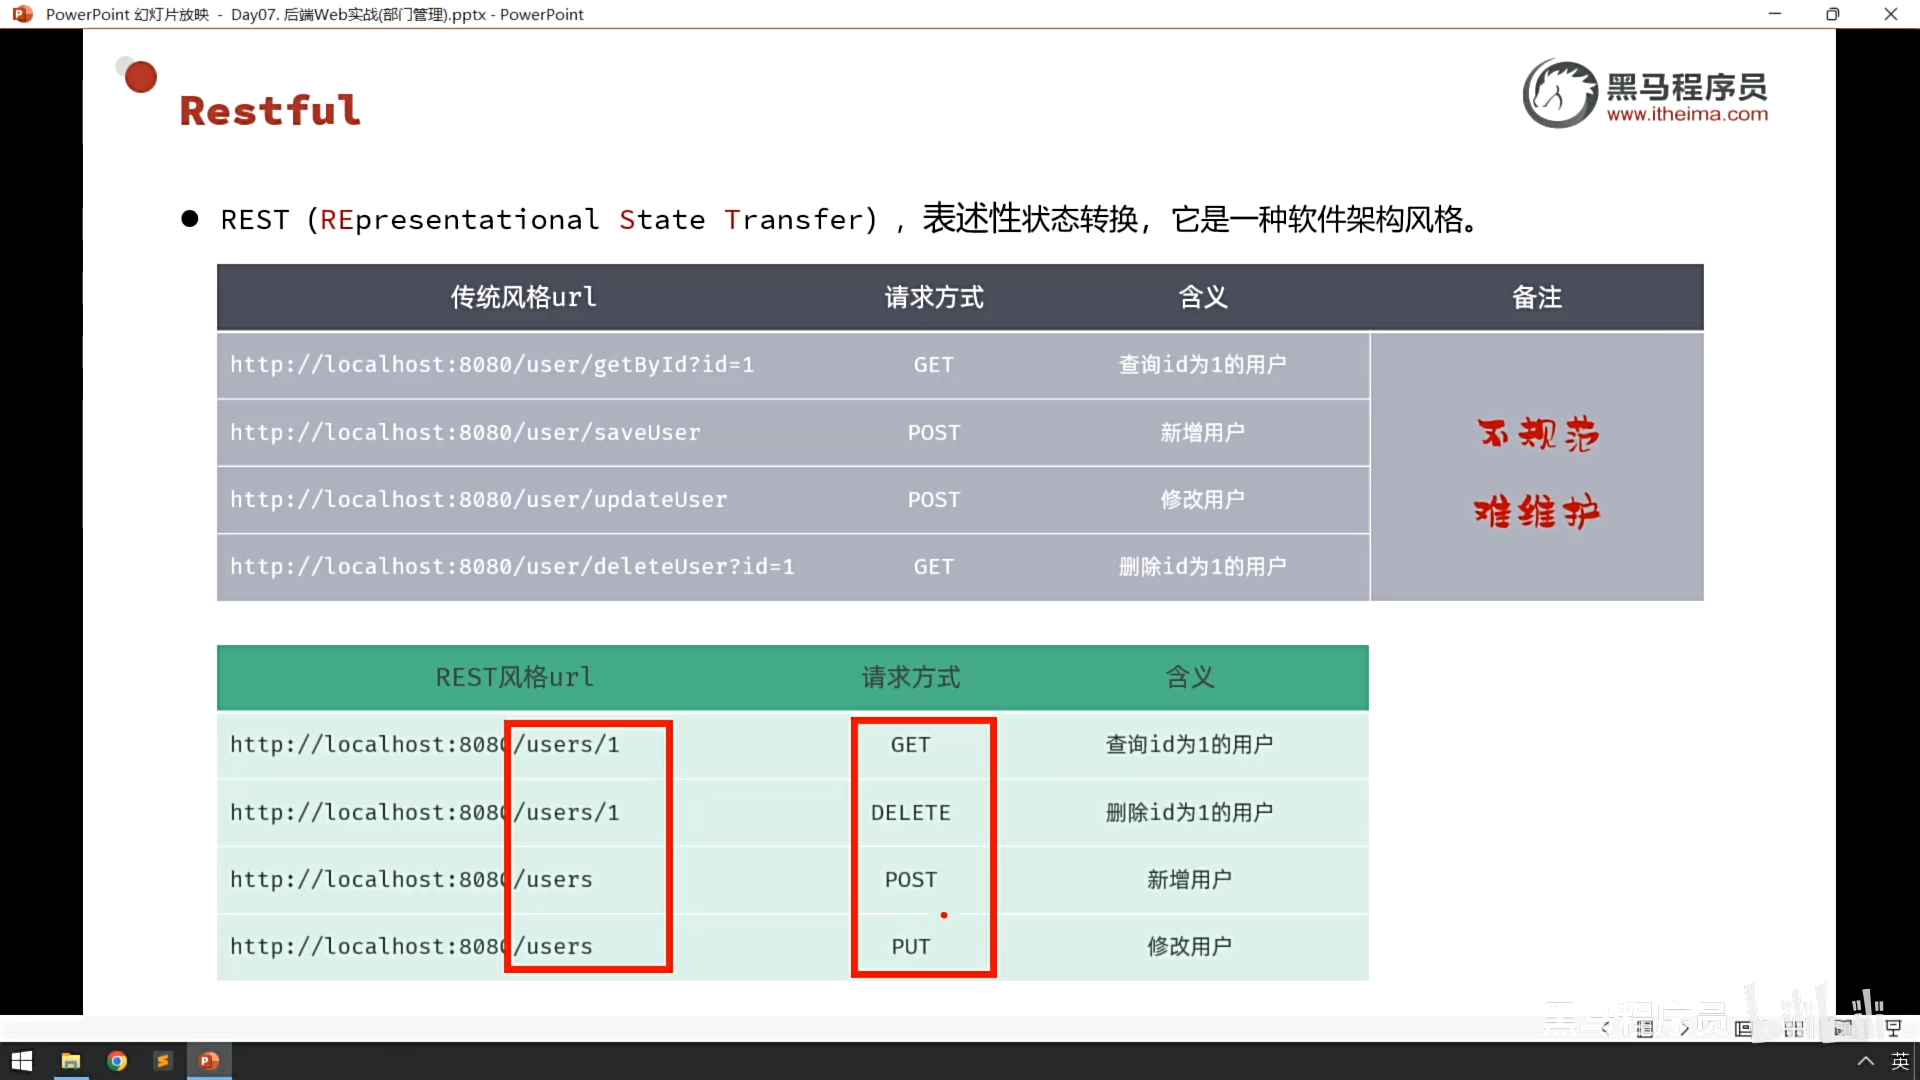 PowerPoint 幻灯片放映 - Day07. 后端Web实战(部门管理).pptx - PowerPoint
Restful
黑马程序员
www.itheima.com
REST（REpresentational State Transfer），表述性状态转换，它是一种软件架构风格。
传统风格url 请求方式 含义 备注
http://localhost:8080/user/getById?id=1 GET 查询id为1的用户
http://localhost:8080/user/saveUser POST 新增用户
http://localhost:8080/user/updateUser POST 修改用户
http://localhost:8080/user/deleteUser?id=1 GET 删除id为1的用户
不规范
难维护
REST风格url 请求方式 含义
http://localhost:8080/users/1 GET 查询id为1的用户
http://localhost:8080/users/1 DELETE 删除id为1的用户
http://localhost:8080/users POST 新增用户
http://localhost:8080/users PUT 修改用户
黑马程序员 bilibili
英